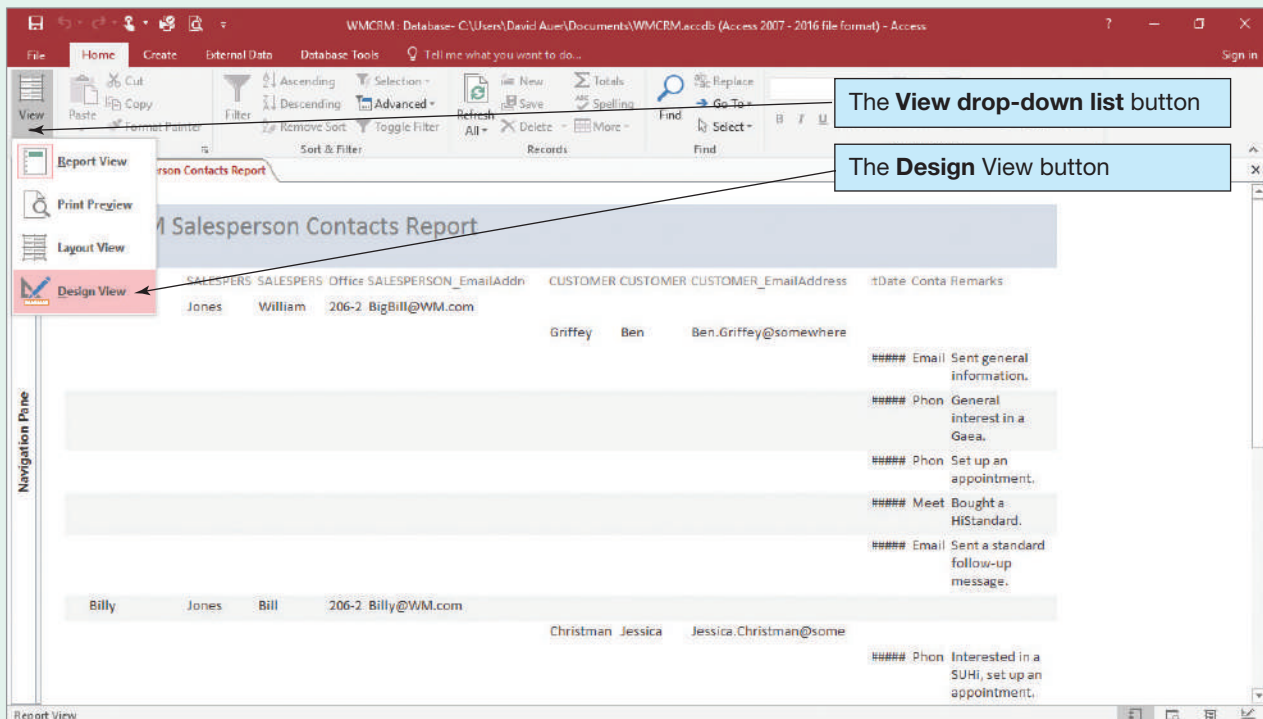 WMCRM : Database- C:\Users\David Auer\Documents\WMCRM.accdb (Access 2007 - 2016 file format) - Access
?
File Home Create External Data Database Tools Tell me what you want to do... Sign in
View
Paste
Cut
Copy
Format Painter
Filter
Ascending
Descending
Remove Sort
Selection
Advanced
Toggle Filter
Sort & Filter
Refresh All
New
Save
Delete
Totals
Spelling
More
Records
Find
Replace
Go To
Select
Find
B I U
The View drop-down list button
The Design View button
Report View
Print Preview
Layout View
Design View
rson Contacts Report
M Salesperson Contacts Report
SALESPERS SALESPERS Office SALESPERSON_EmailAddn CUSTOMER CUSTOMER CUSTOMER_EmailAddress tDate Conta Remarks
Jones William 206-2 BigBill@WM.com
Griffey Ben Ben.Griffey@somewhere
##### Email Sent general
information.
##### Phon General
interest in a
Gaea.
##### Phon Set up an
appointment.
##### Meet Bought a
HiStandard.
##### Email Sent a standard
follow-up
message.
Billy Jones Bill 206-2 Billy@WM.com
Christman Jessica Jessica.Christman@some
##### Phon Interested in a
SUHi, set up an
appointment.
Navigation Pane
Report View